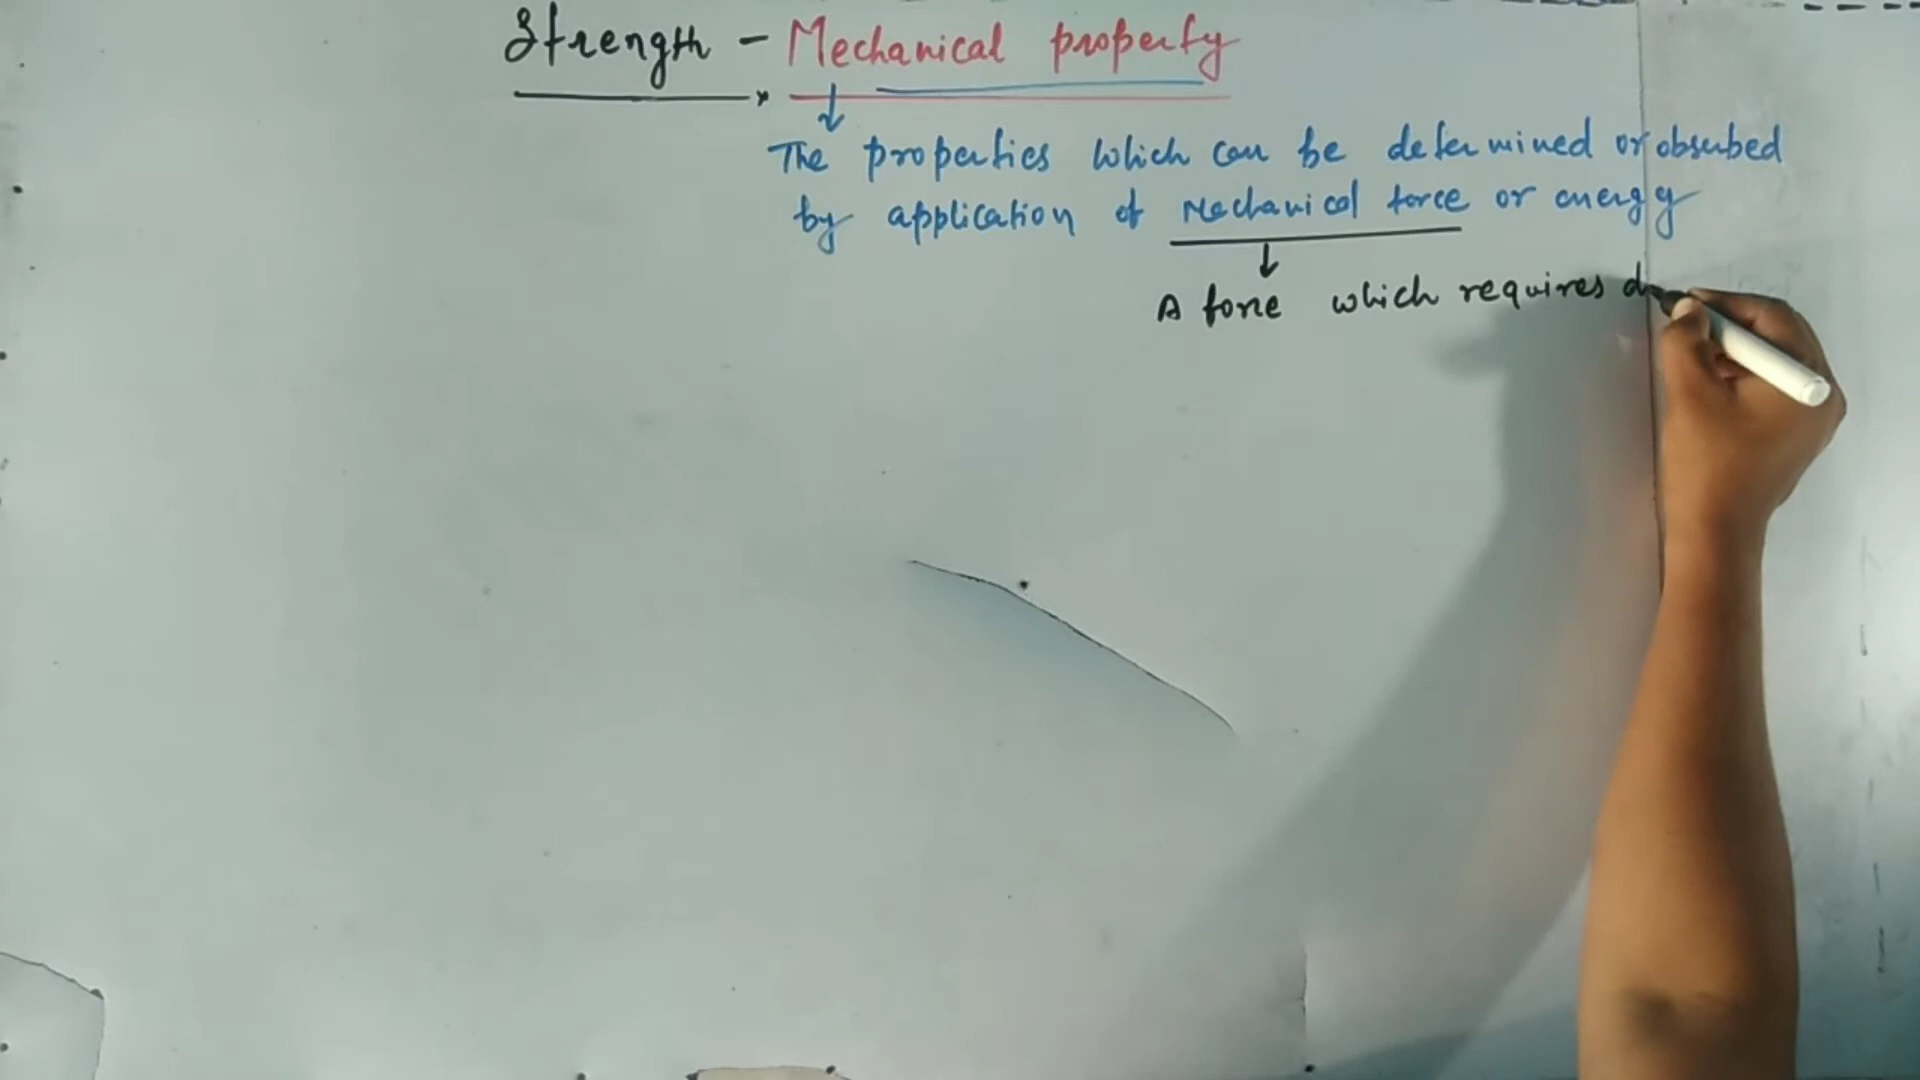 Strength - Mechanical property
The properties which can be determined or obserbed
by application of Mechanical force or energy
A force which requires d